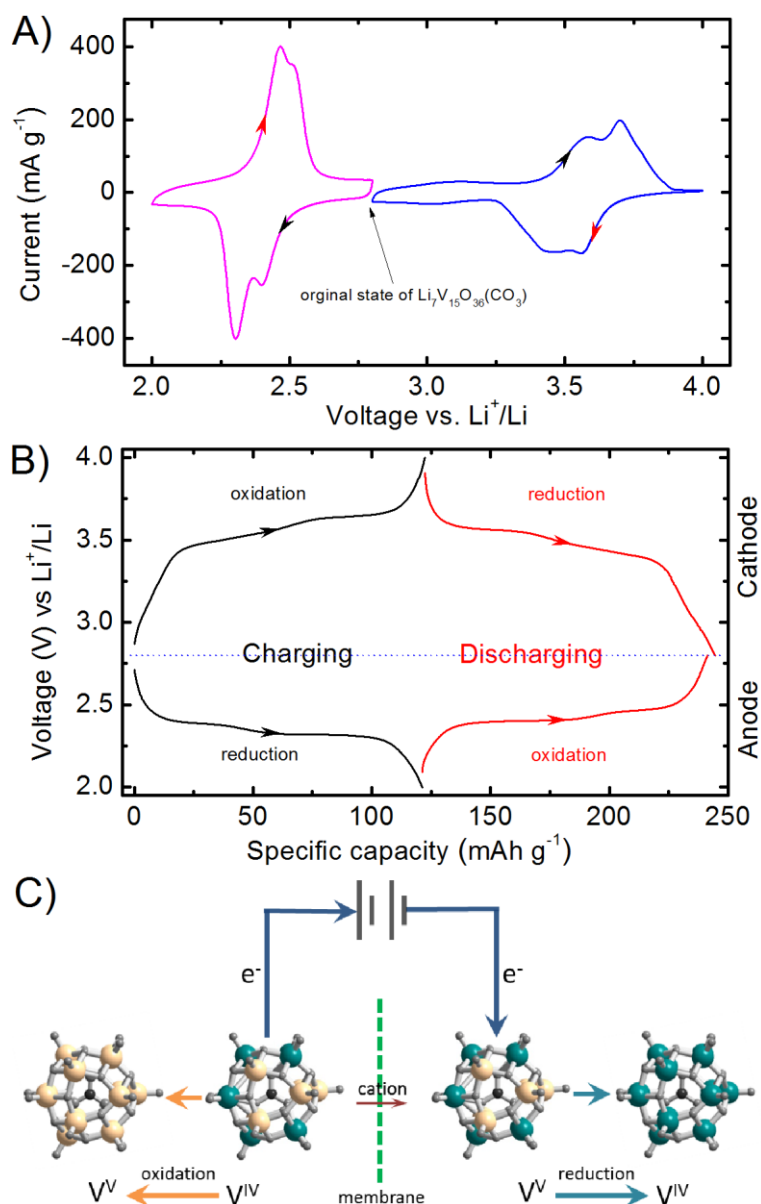 A)
Current (mA g⁻¹)
400
200
0
-200
-400
orginal state of Li₇V₁₅O₃₆(CO₃)
2.0 2.5 3.0 3.5 4.0
Voltage vs. Li⁺/Li
B)
Voltage (V) vs Li⁺/Li
4.0
3.5
3.0
2.5
2.0
oxidation reduction
Charging Discharging
reduction oxidation
Cathode
Anode
0 50 100 150 200 250
Specific capacity (mAh g⁻¹)
C)
e⁻ e⁻
cation
oxidation reduction
Vⱽ Vᴵⱽ Vⱽ Vᴵⱽ
membrane